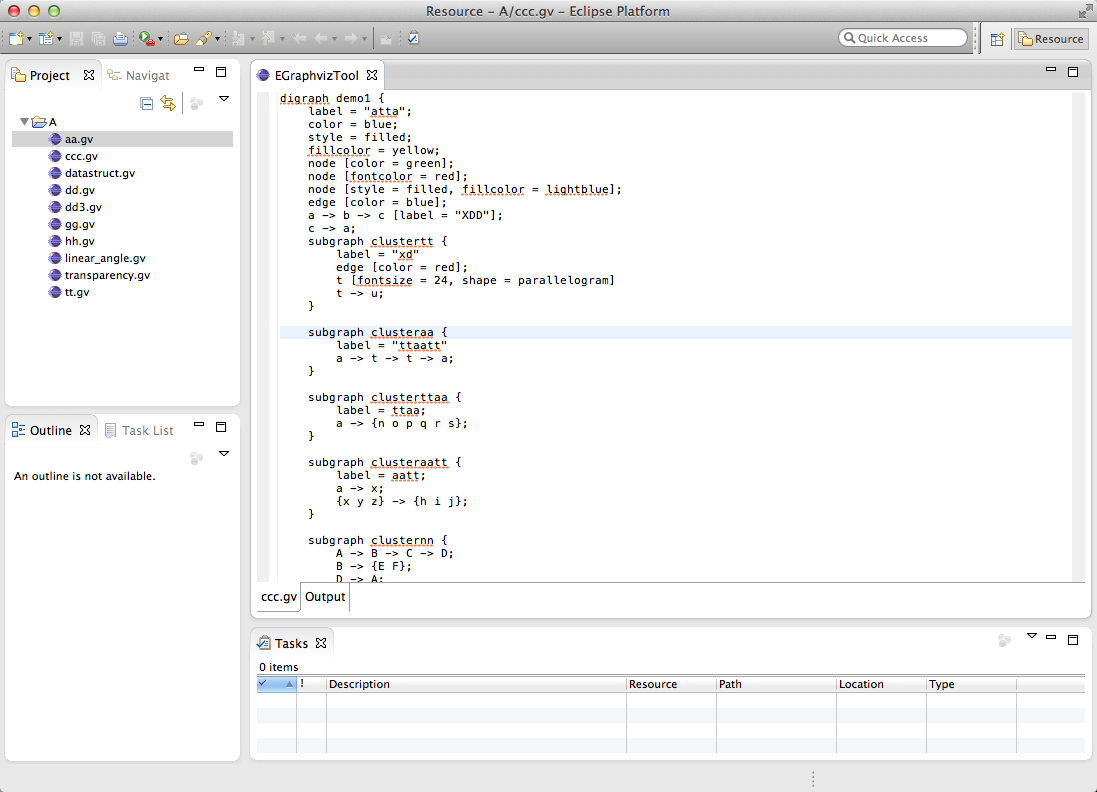 Resource – A/ccc.gv – Eclipse Platform
Quick Access
Resource
Project
Navigat
A
aa.gv
ccc.gv
datastruct.gv
dd.gv
dd3.gv
gg.gv
hh.gv
linear_angle.gv
transparency.gv
tt.gv
Outline
Task List
An outline is not available.
EGraphvizTool
digraph demo1 {
    label = "atta";
    color = blue;
    style = filled;
    fillcolor = yellow;
    node [color = green];
    node [fontcolor = red];
    node [style = filled, fillcolor = lightblue];
    edge [color = blue];
    a -> b -> c [label = "XDD"];
    c -> a;
    subgraph clustertt {
        label = "xd"
        edge [color = red];
        t [fontsize = 24, shape = parallelogram]
        t -> u;
    }
    subgraph clusteraa {
        label = "ttaatt"
        a -> t -> t -> a;
    }
    subgraph clusterttaa {
        label = ttaa;
        a -> {n o p q r s};
    }
    subgraph clusteraatt {
        label = aatt;
        a -> x;
        {x y z} -> {h i j};
    }
    subgraph clusternn {
        A -> B -> C -> D;
        B -> {E F};
        D -> A;
ccc.gv Output
Tasks
0 items
! Description Resource Path Location Type